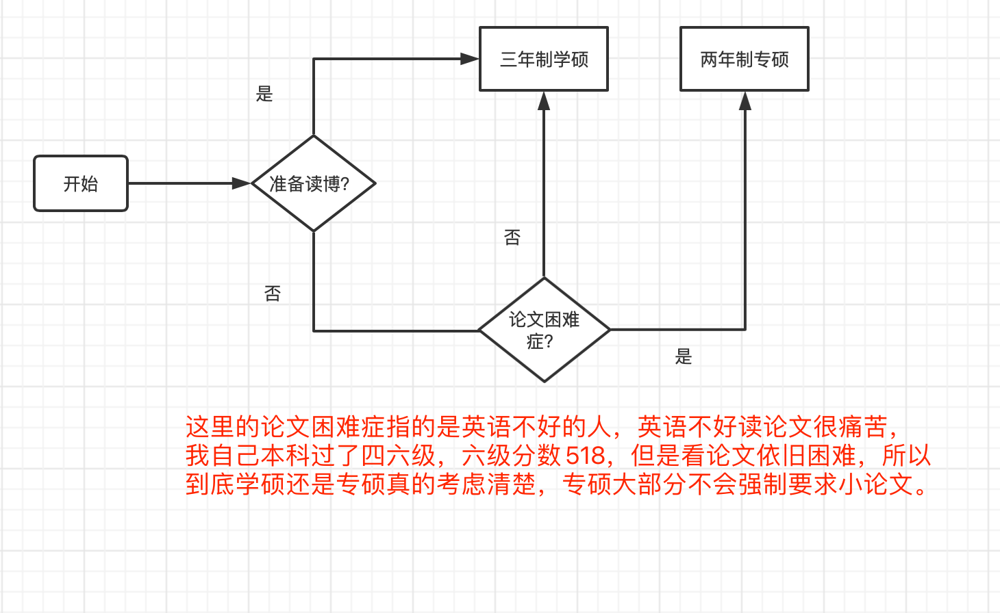 三年制学硕
两年制专硕
是
开始
准备读博?
否
否
论文困难
症?
是
这里的论文困难症指的是英语不好的人，英语不好读论文很痛苦，
我自己本科过了四六级，六级分数 518，但是看论文依旧困难，所以
到底学硕还是专硕真的考虑清楚，专硕大部分不会强制要求小论文。